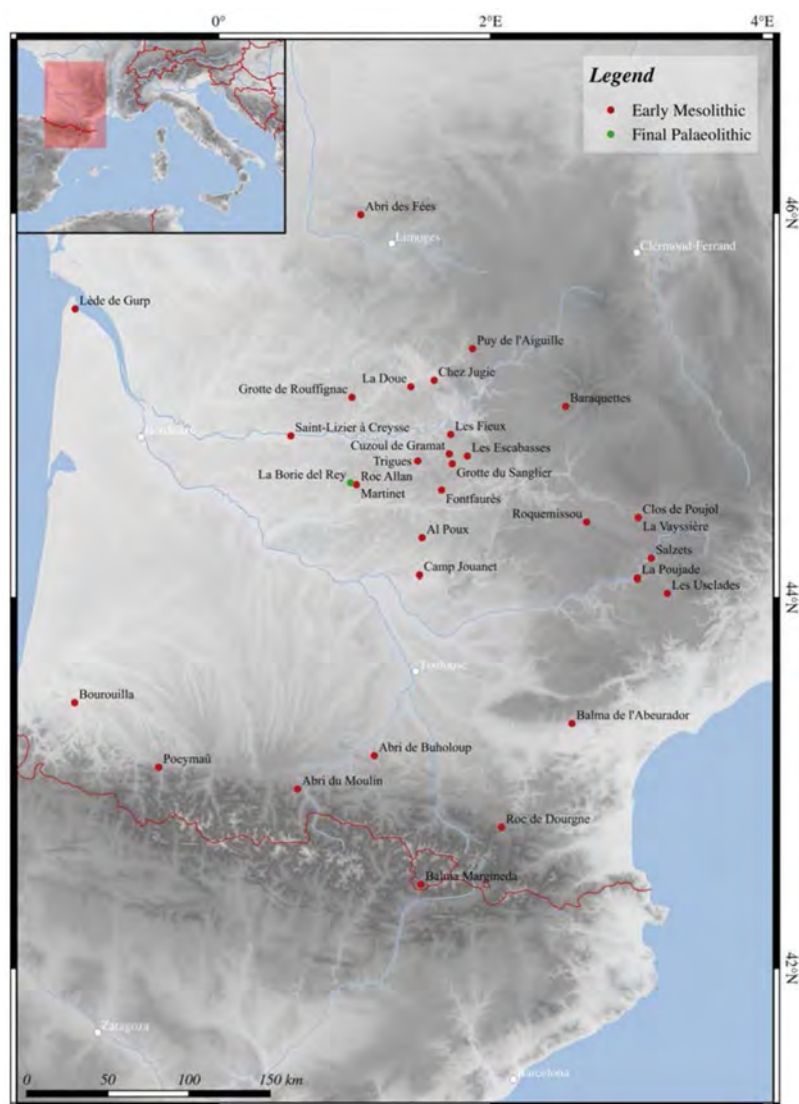 0°
2°E
4°E
Legend
Early Mesolithic
Final Palaeolithic
Abri des Fées
46°N
Limoges
Clermond-Ferrand
Lède de Gurp
Puy de l'Aiguille
Chez Jugie
La Doue
Grotte de Rouffignac
Baraquettes
Saint-Lizier à Creysse
Les Fieux
Bordeaux
Cuzoul de Gramat
Les Escabasses
Trigues
Grotte du Sanglier
La Borie del Rey
Roc Allan
Martinet
Fontfaurès
Clos de Poujol
Roquemissou
La Vayssière
Al Poux
Salzets
Camp Jouanet
La Poujade
Les Usclades
44°N
Toulouse
Bourouilla
Balma de l'Abeurador
Abri de Buholoup
Poeymaû
Abri du Moulin
Roc de Dourgne
Balma Margineda
42°N
Zaragoza
Barcelona
0 50 100 150 km